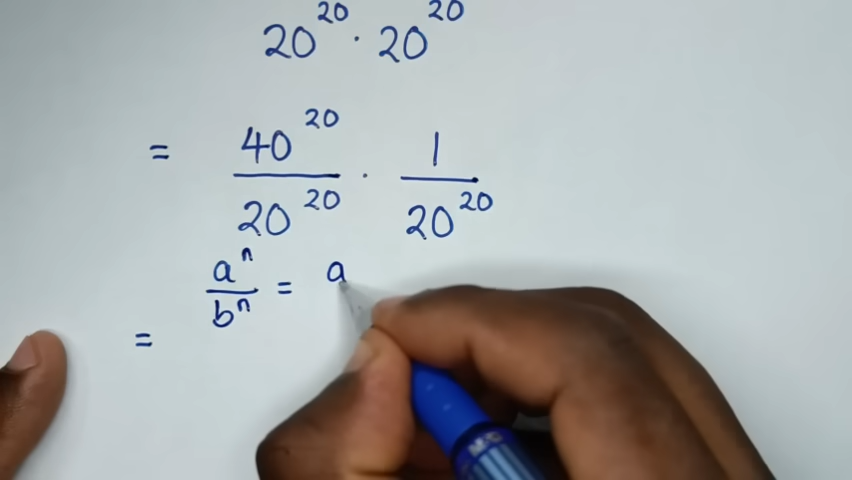 20^20 · 20^20
= 40^20/20^20 · 1/20^20
a^n/b^n = a
=